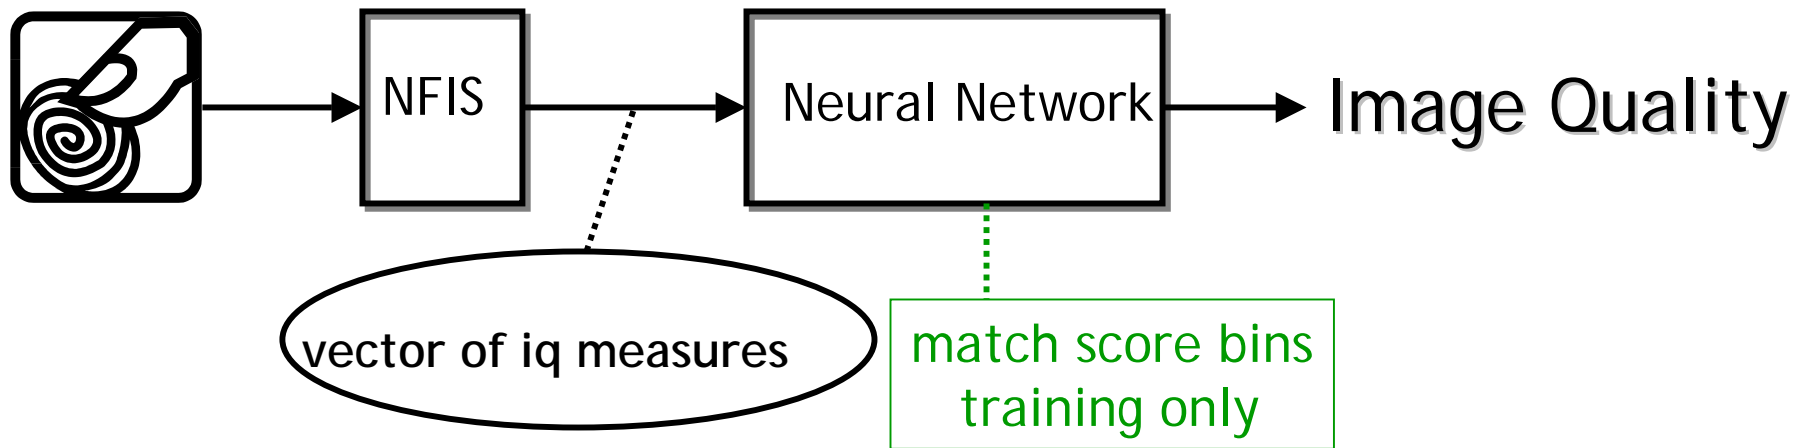 NFIS
Neural Network
Image Quality
vector of iq measures
match score bins
training only